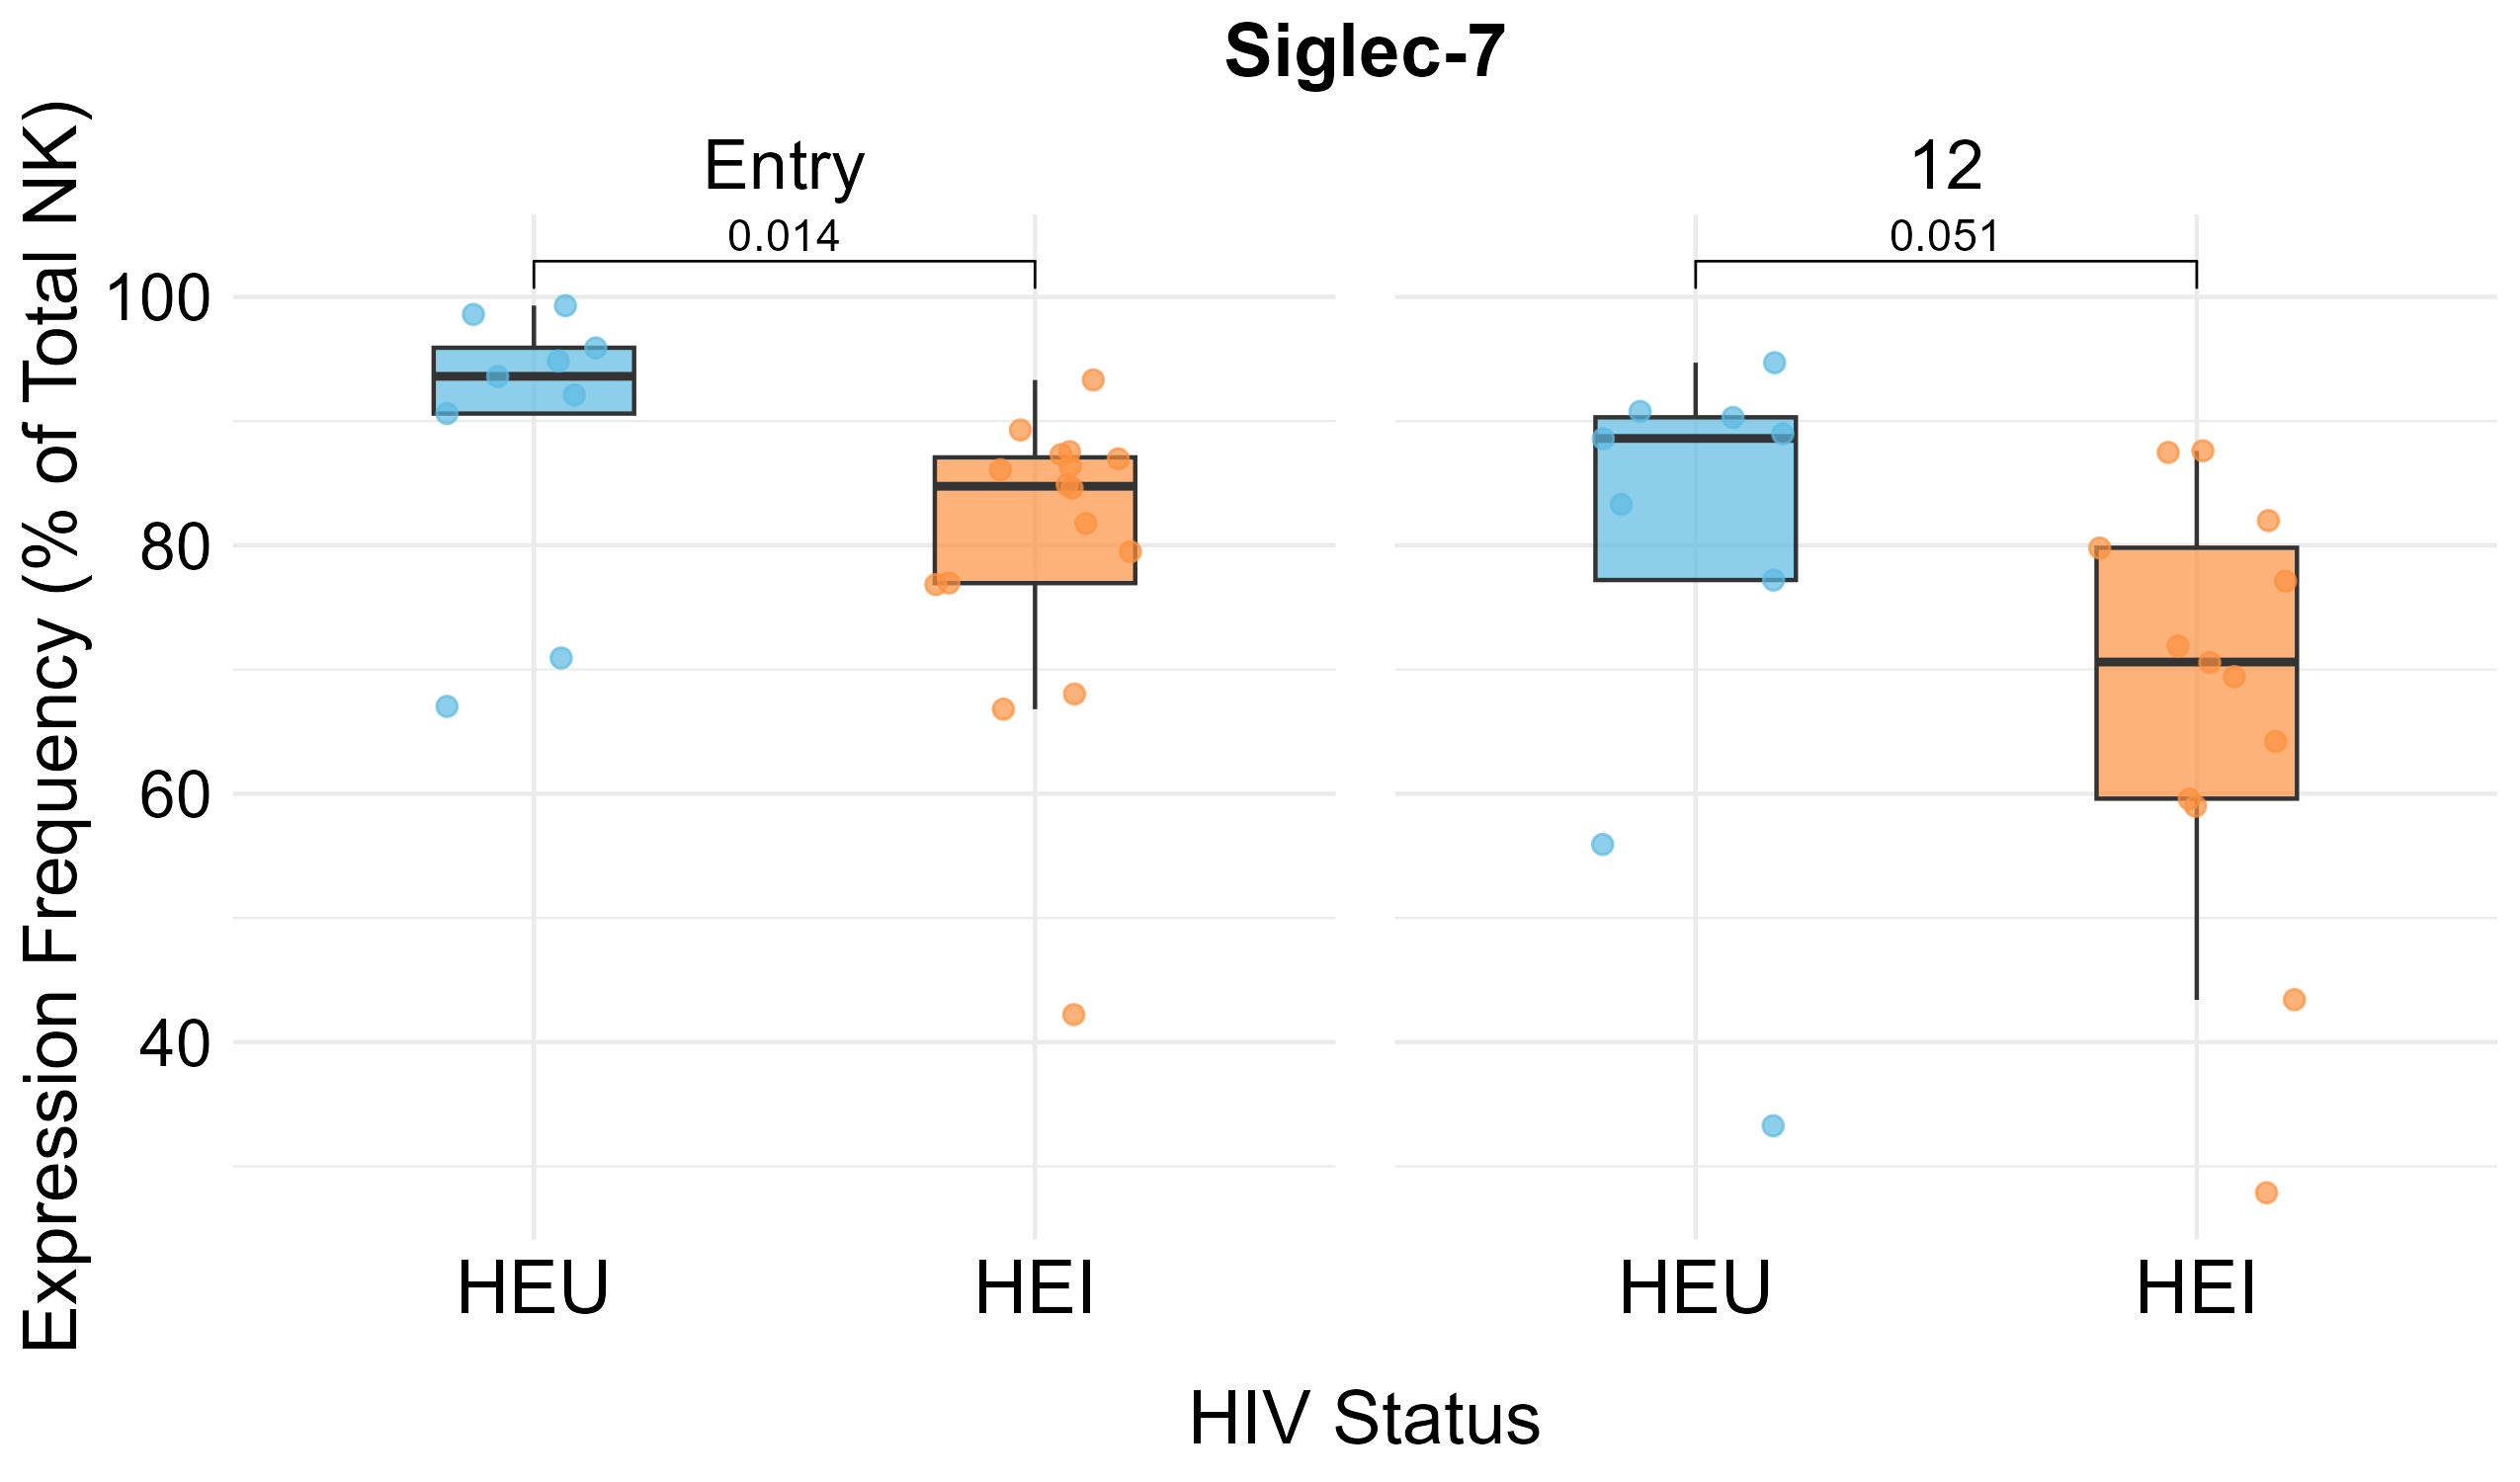 Siglec-7
Entry
12
0.014
0.051
Expression Frequency (% of Total NK)
100
80
60
40
HEU
HEI
HEU
HEI
HIV Status